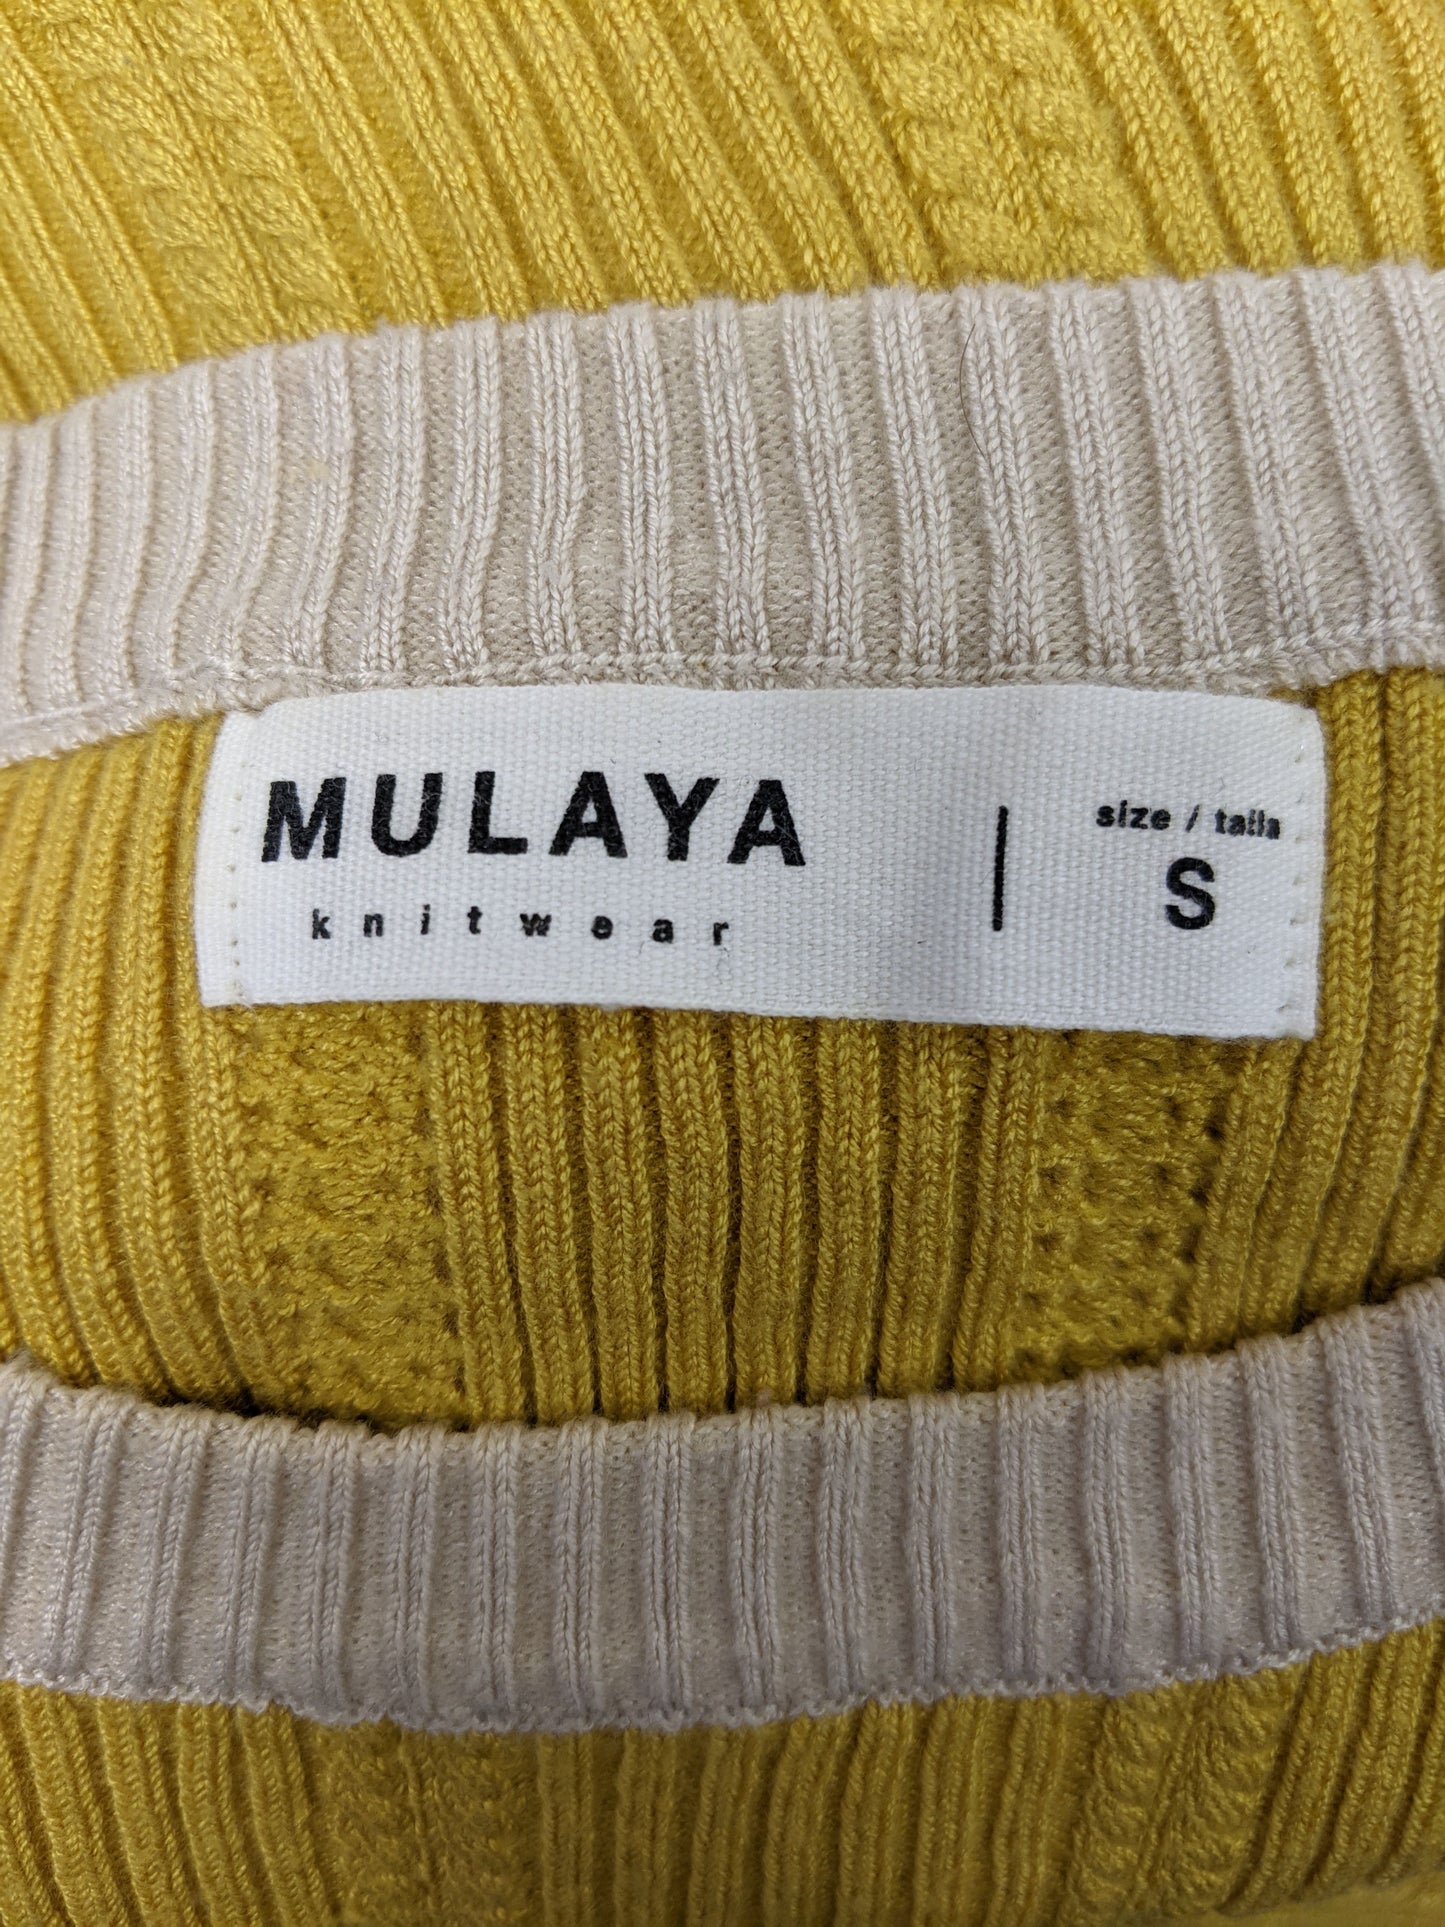 MULAYA
knitwear
size / talla
S